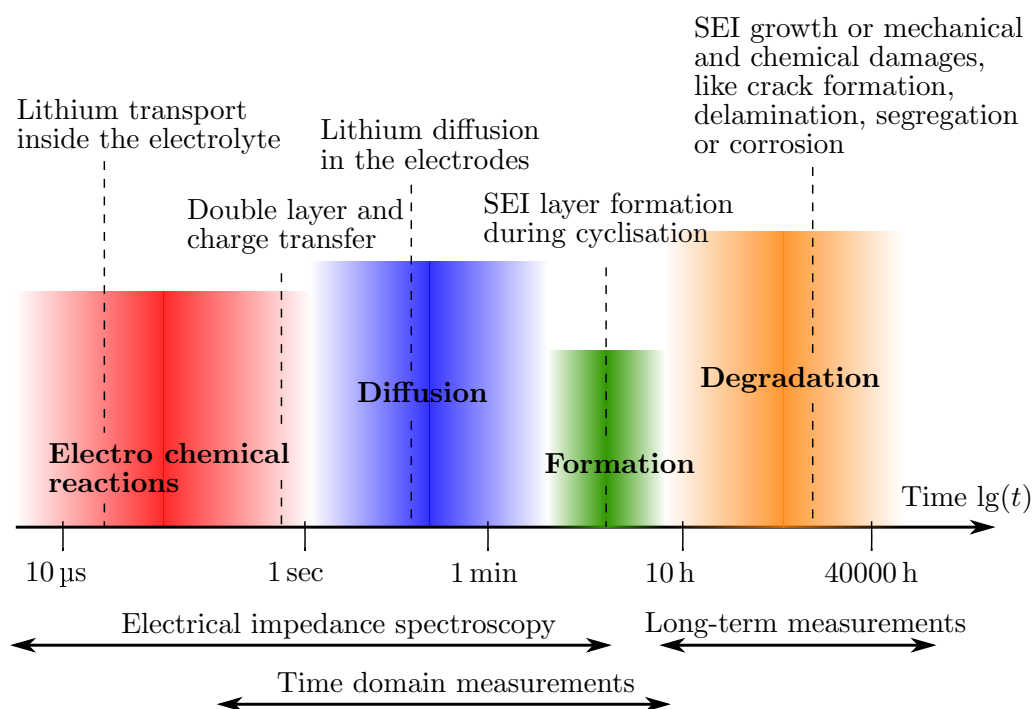 SEI growth or mechanical
and chemical damages,
like crack formation,
delamination, segregation
or corrosion
Lithium transport
inside the electrolyte
Lithium diffusion
in the electrodes
Double layer and
charge transfer
SEI layer formation
during cyclisation
Degradation
Diffusion
Electro chemical
reactions
Formation
Time lg(t)
10 µs
1 sec
1 min
10 h
40000 h
Electrical impedance spectroscopy
Long-term measurements
Time domain measurements